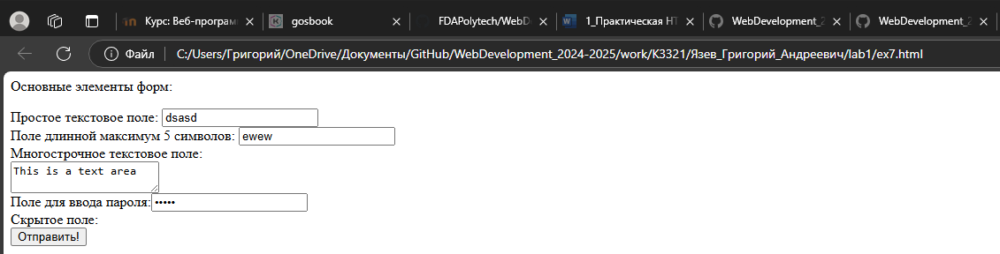 Курс: Веб-програм
gosbook
FDAPolytech/WebD
1_Практическая HT
WebDevelopment_2
WebDevelopment_2
Файл C:/Users/Григорий/OneDrive/Документы/GitHub/WebDevelopment_2024-2025/work/K3321/Язев_Григорий_Андреевич/lab1/ex7.html
Основные элементы форм:
Простое текстовое поле: dsasd
Поле длинной максимум 5 символов: ewew
Многострочное текстовое поле:
This is a text area
Поле для ввода пароля: •••••
Скрытое поле:
Отправить!